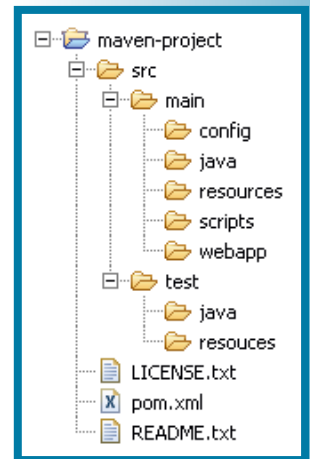 maven-project
src
main
config
java
resources
scripts
webapp
test
java
resouces
LICENSE.txt
pom.xml
README.txt